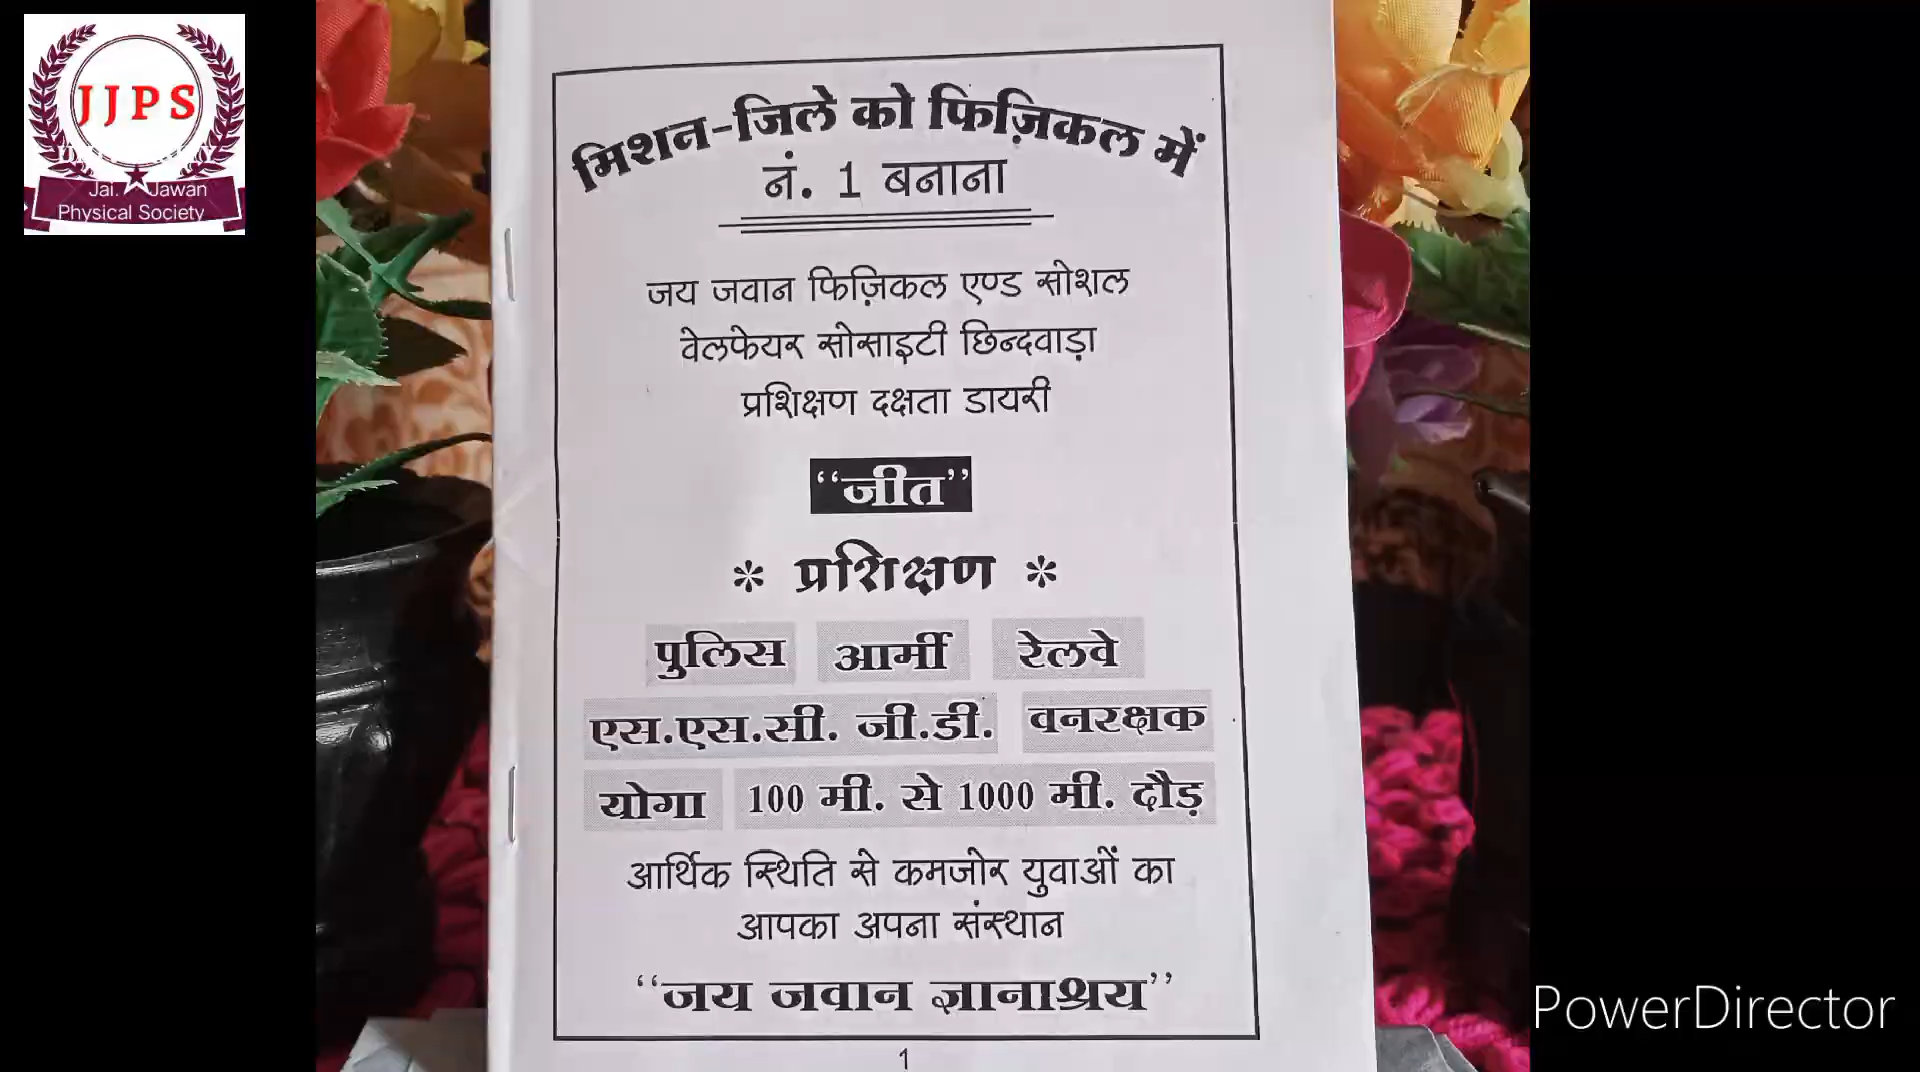 JJPS
Jai. Jawan
Physical Society
मिशन-जिले को फिज़िकल में
नं. 1 बनाना
जय जवान फिज़िकल एण्ड सोशल
वेलफेयर सोसाइटी छिन्दवाड़ा
प्रशिक्षण दक्षता डायरी
“जीत”
* प्रशिक्षण *
पुलिस आर्मी रेलवे
एस.एस.सी. जी.डी. वनरक्षक
योगा 100 मी. से 1000 मी. दौड़
आर्थिक स्थिति से कमजोर युवाओं का
आपका अपना संस्थान
“जय जवान ज्ञानाश्रय”
1
PowerDirector